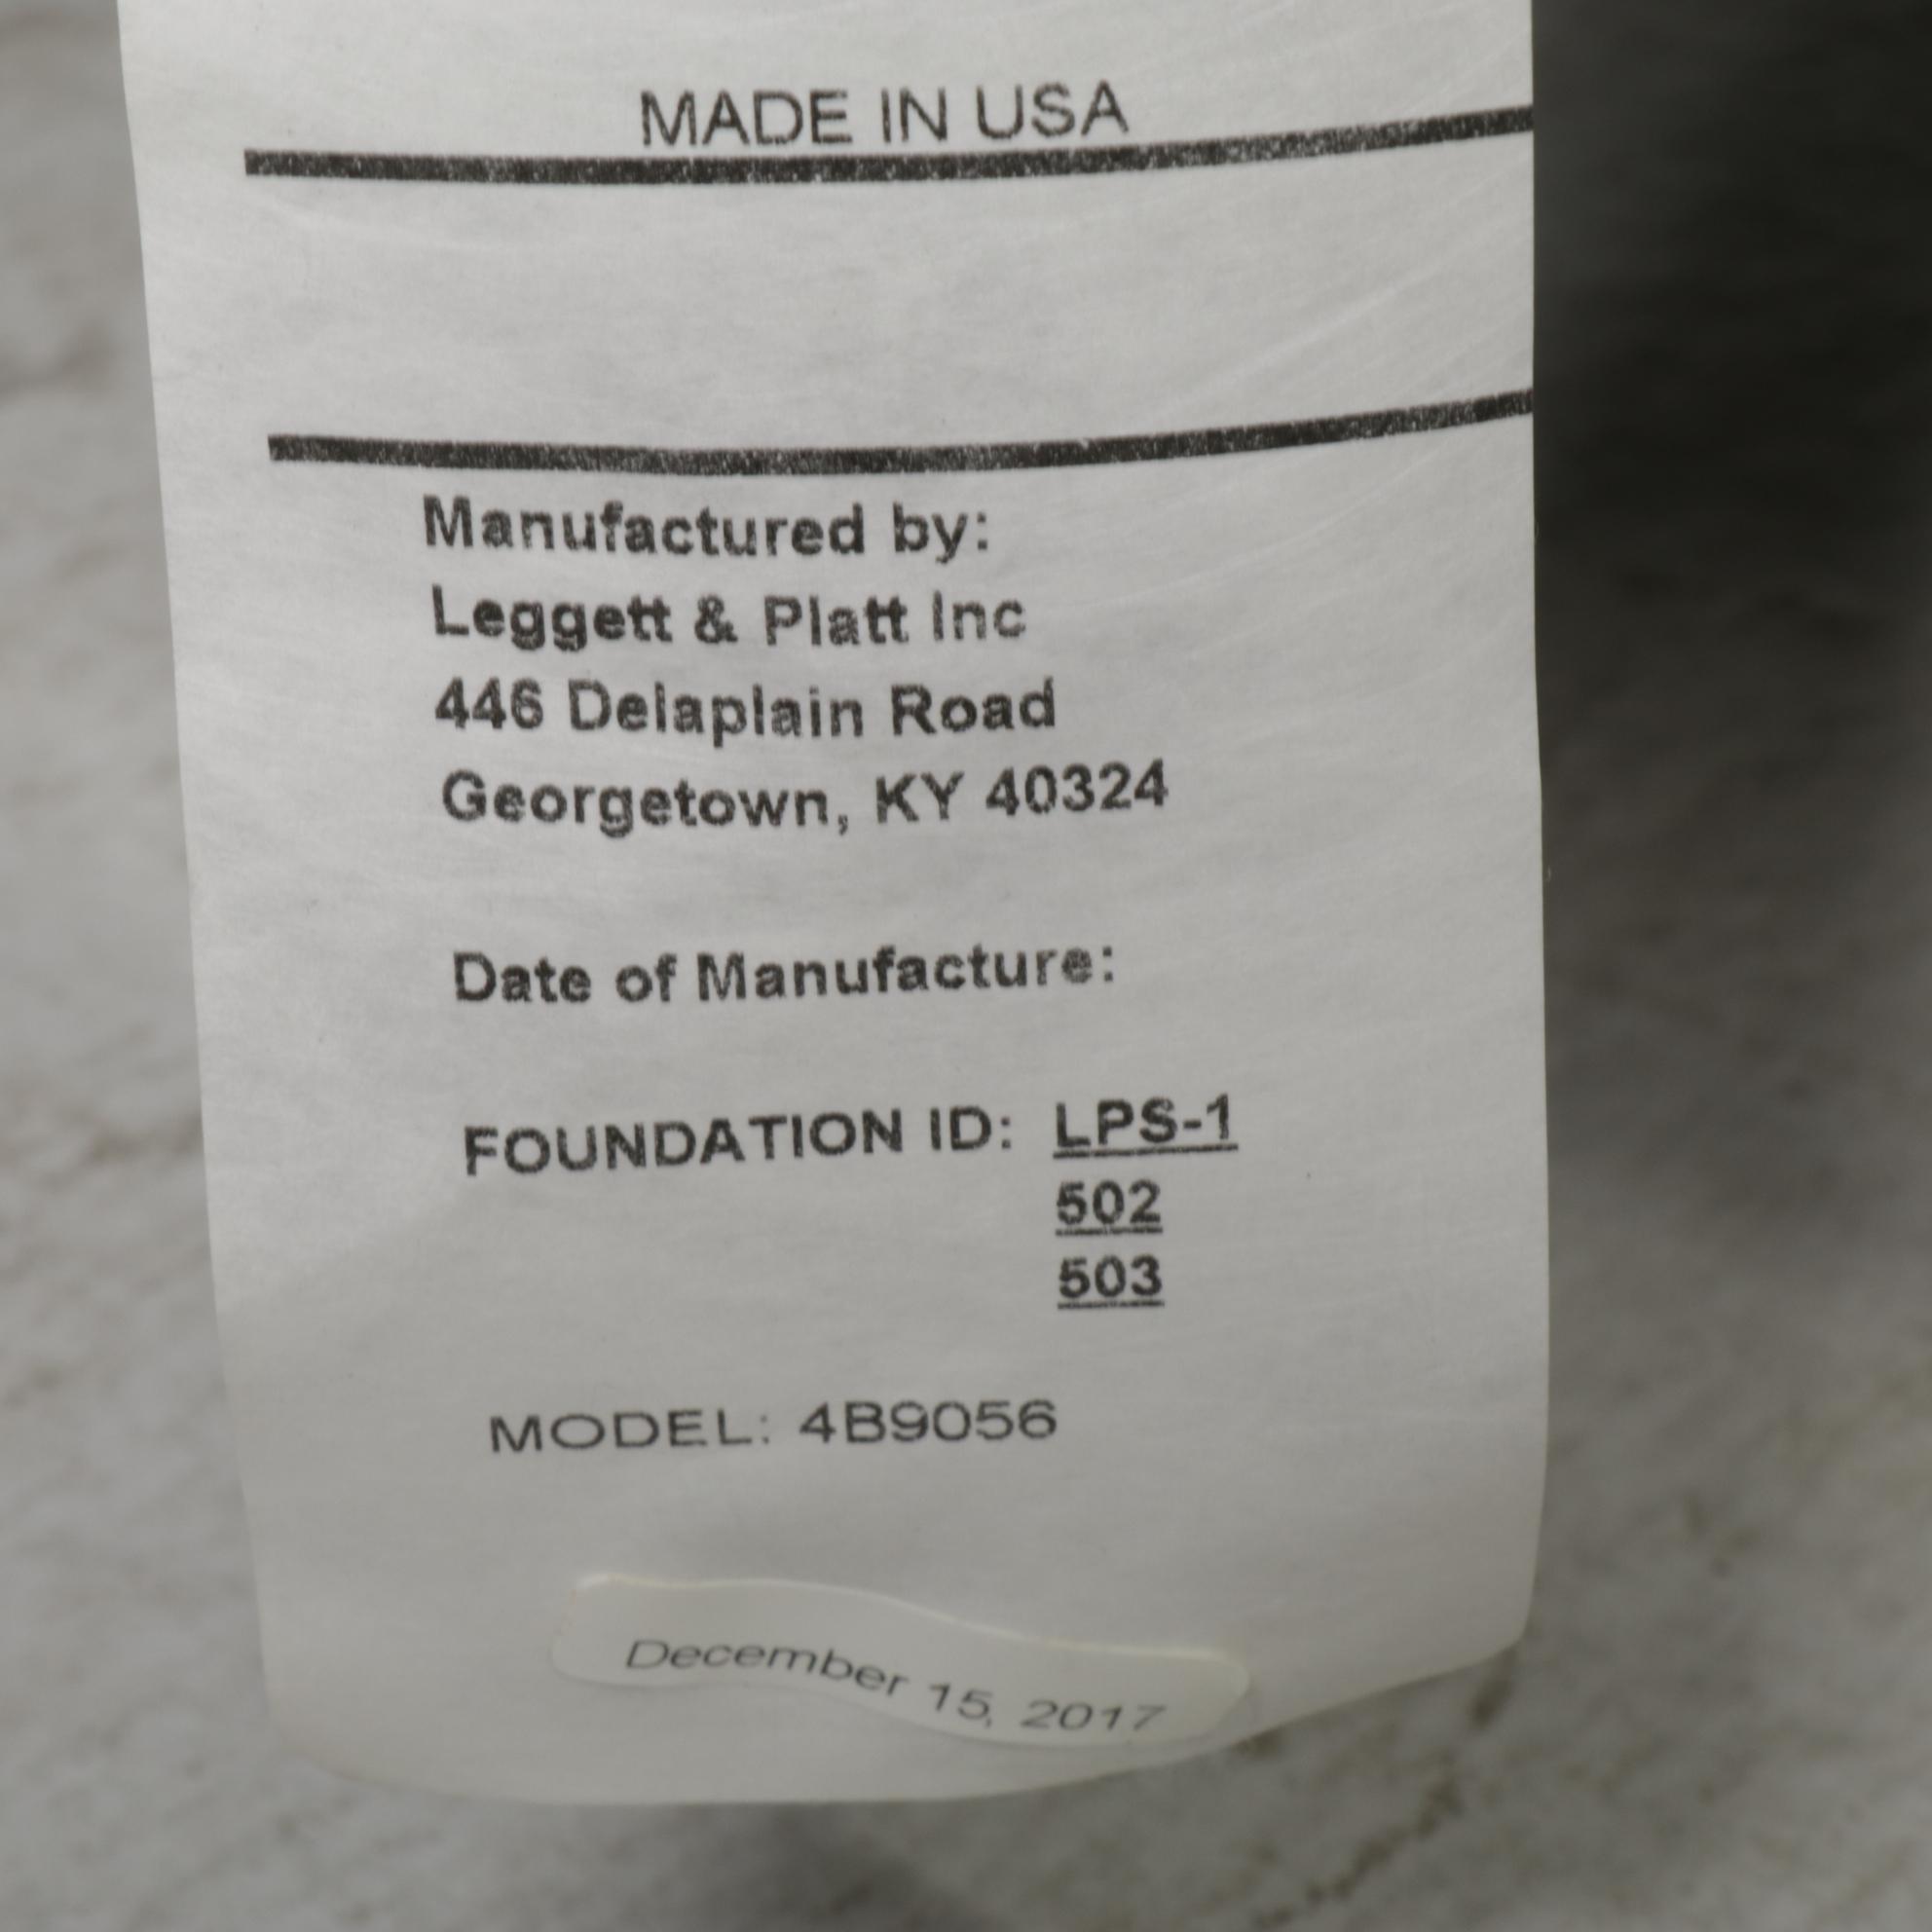 MADE IN USA
Manufactured by:
Leggett & Platt Inc
446 Delaplain Road
Georgetown, KY 40324
Date of Manufacture:
FOUNDATION ID: LPS-1
502
503
MODEL: 4B9056
December 15, 2017